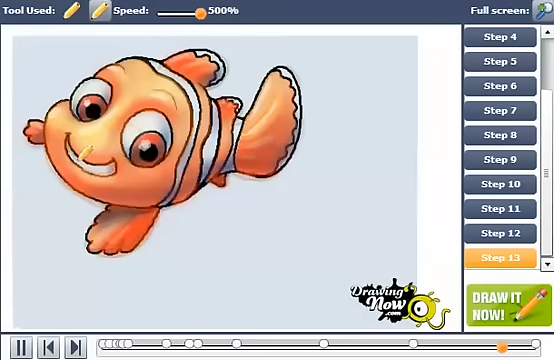 Tool Used:
Speed: 500%
Full screen:
Step 4
Step 5
Step 6
Step 7
Step 8
Step 9
Step 10
Step 11
Step 12
Step 13
Drawing
Now
.com
DRAW IT
NOW!